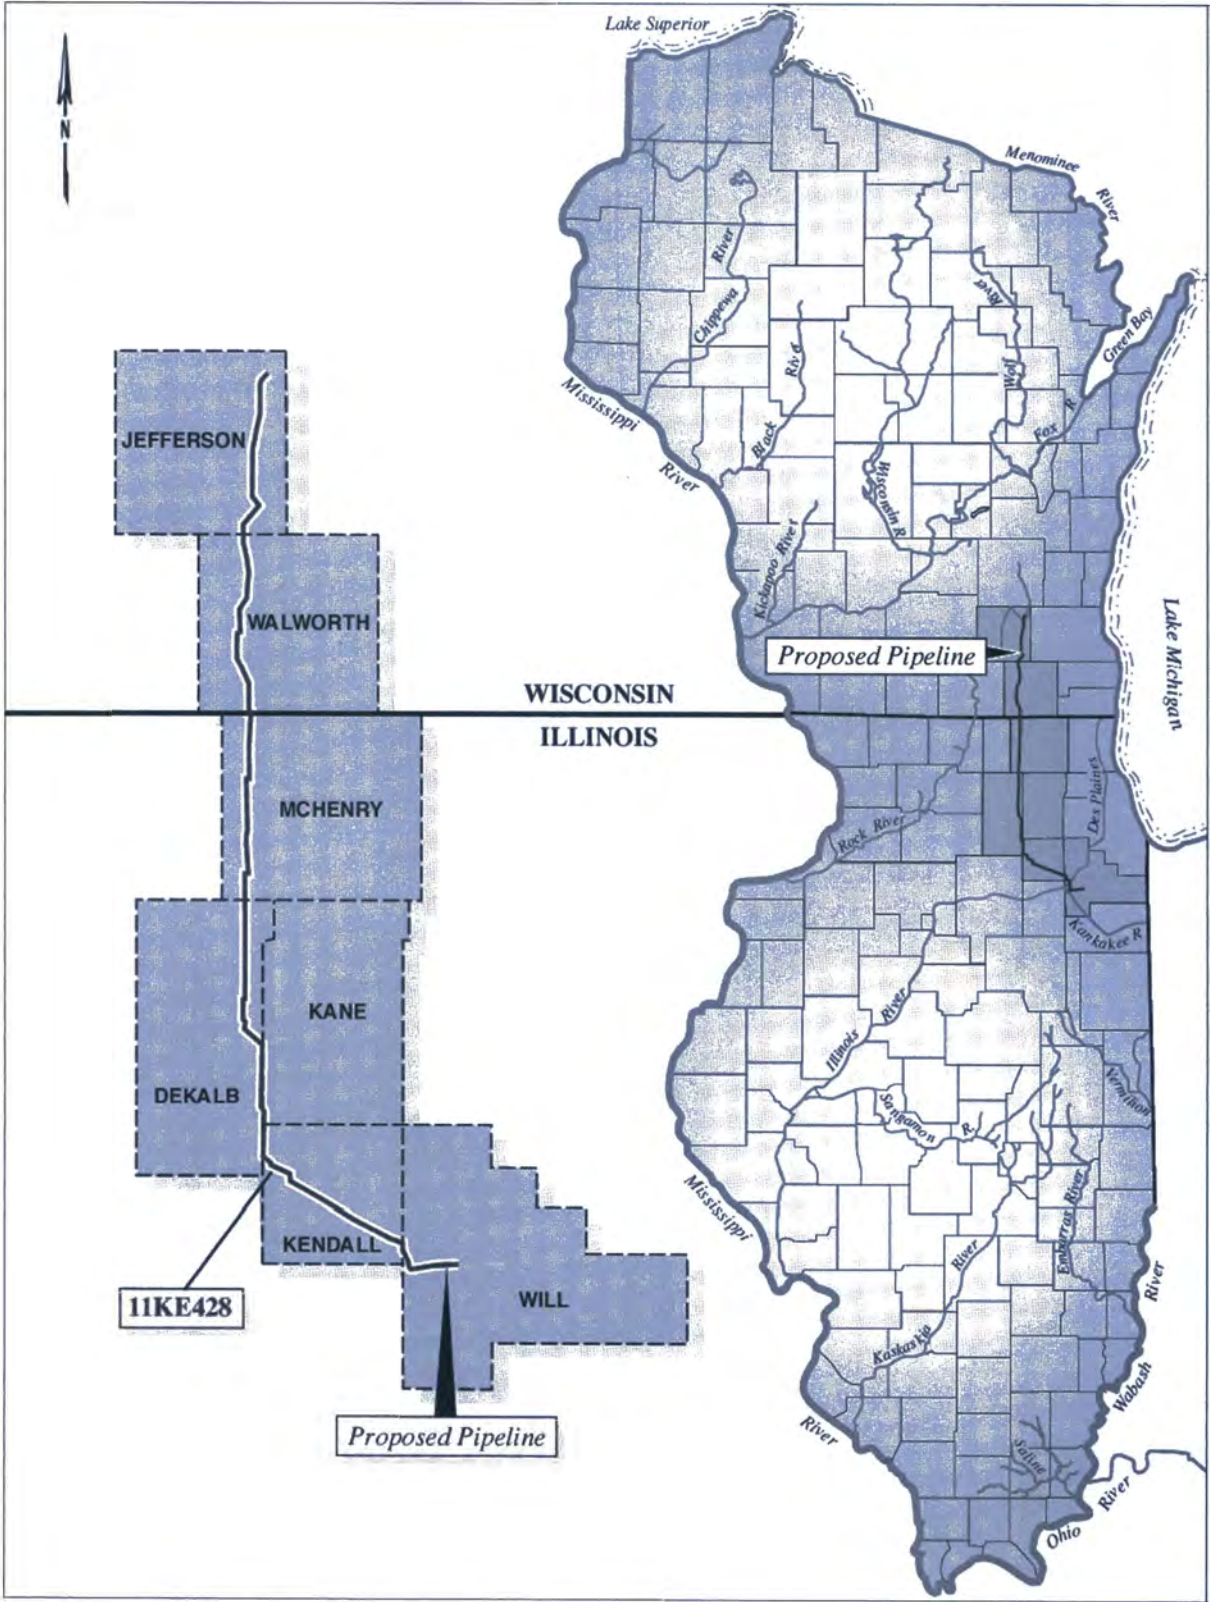 Lake Superior
N
Menominee
River
River
Chippewa
River
Wolf
Green Bay
River
Black
Fox R
Mississippi
River
Wisconsin R
Kickapoo River
Lake Michigan
Proposed Pipeline
JEFFERSON
WALWORTH
WISCONSIN
ILLINOIS
MCHENRY
Des Plaines
Rock River
Kankakee R
KANE
DEKALB
Illinois
River
Vermilion
Sangamon
R.
Mississippi
Embarras River
KENDALL
River
River
11KE428
WILL
Kaskaskia
Wabash
Proposed Pipeline
River
Saline
River
Ohio